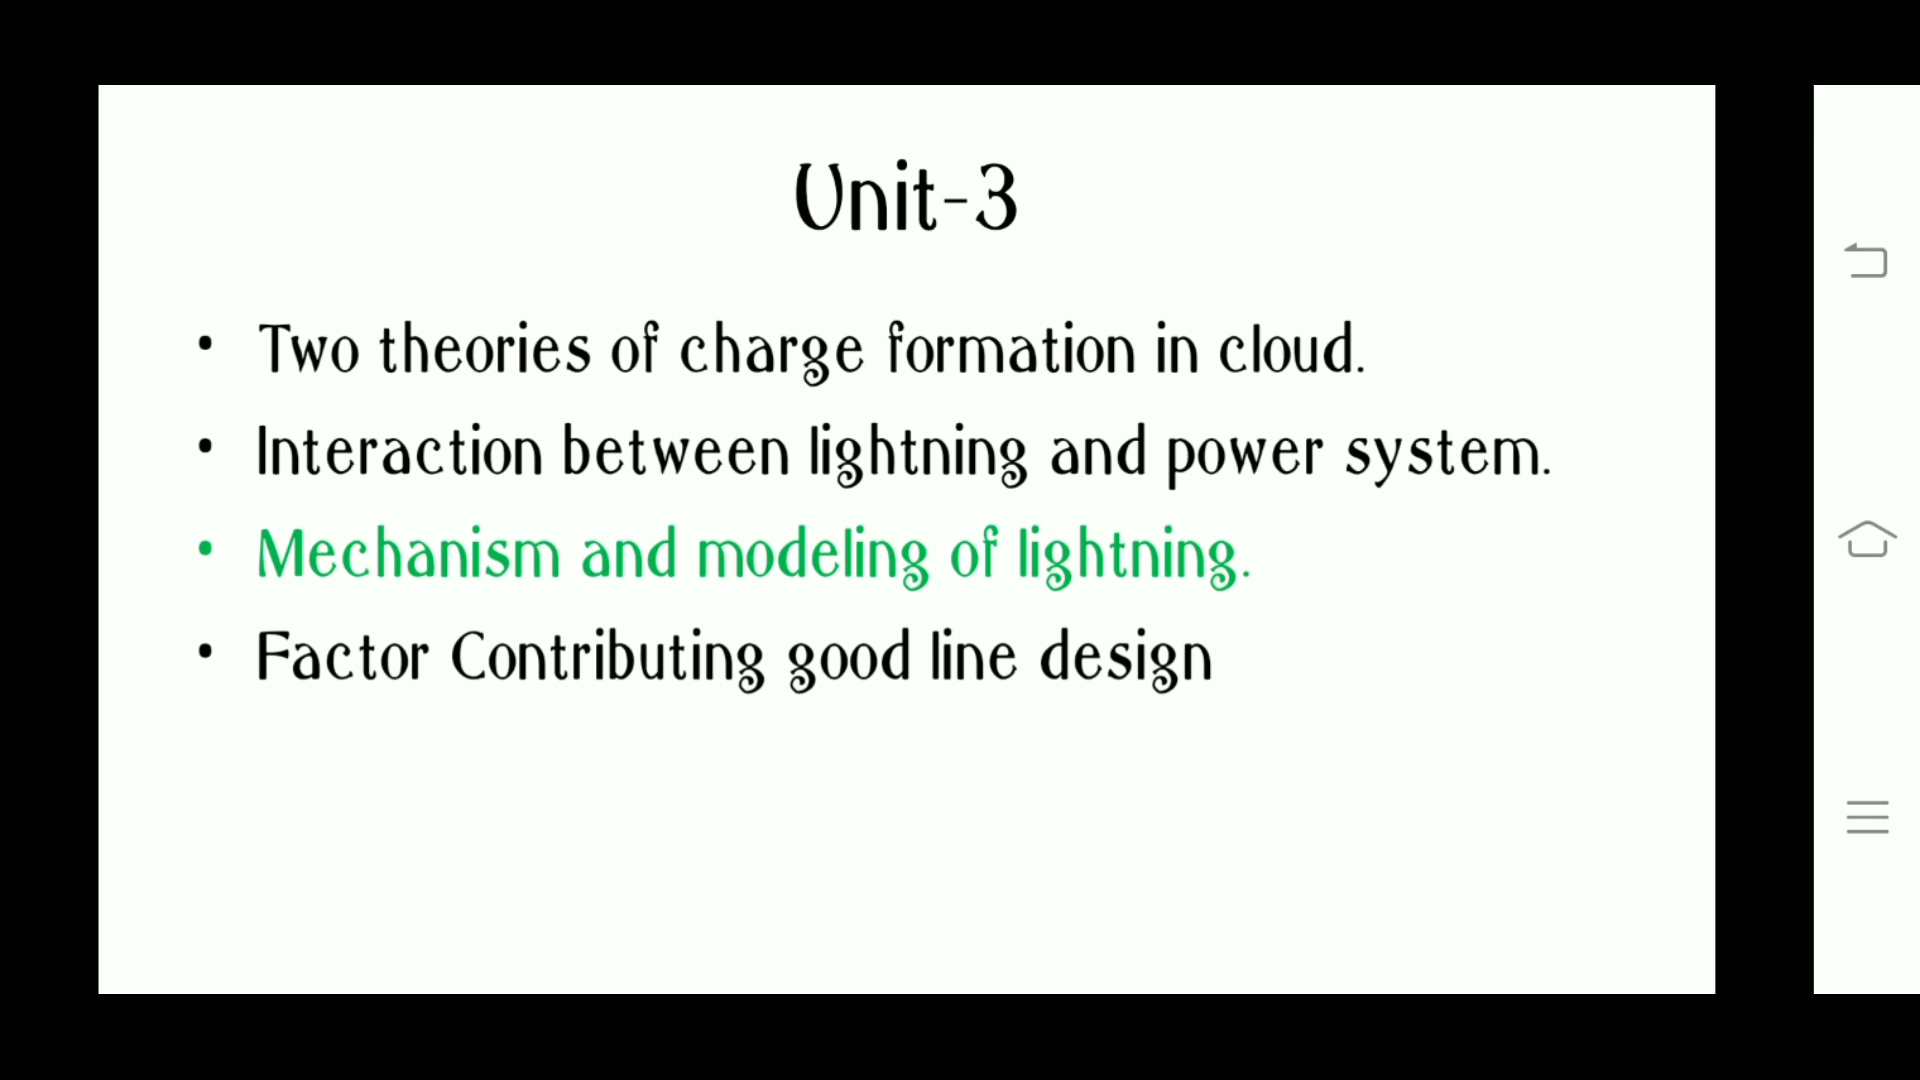 Unit-3
• Two theories of charge formation in cloud.
• Interaction between lightning and power system.
• Mechanism and modeling of lightning.
• Factor Contributing good line design